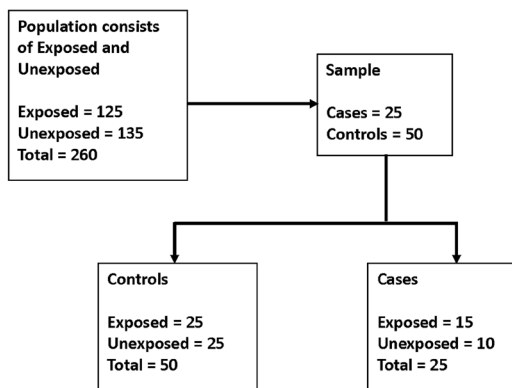 Population consists
of Exposed and
Unexposed
Exposed = 125
Unexposed = 135
Total = 260
Sample
Cases = 25
Controls = 50
Controls
Exposed = 25
Unexposed = 25
Total = 50
Cases
Exposed = 15
Unexposed = 10
Total = 25